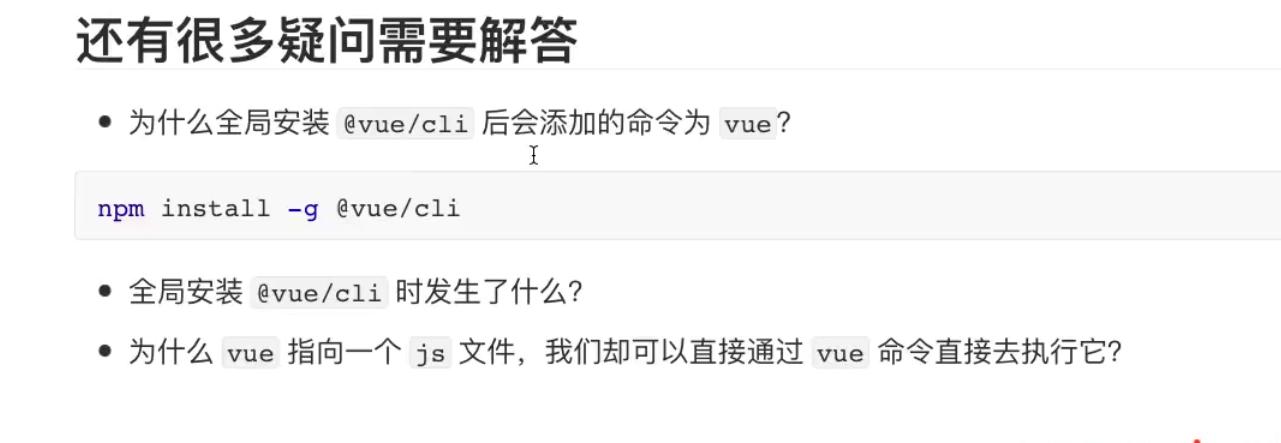 还有很多疑问需要解答
为什么全局安装 @vue/cli 后会添加的命令为 vue？
npm install -g @vue/cli
全局安装 @vue/cli 时发生了什么？
为什么 vue 指向一个 js 文件，我们却可以直接通过 vue 命令直接去执行它？